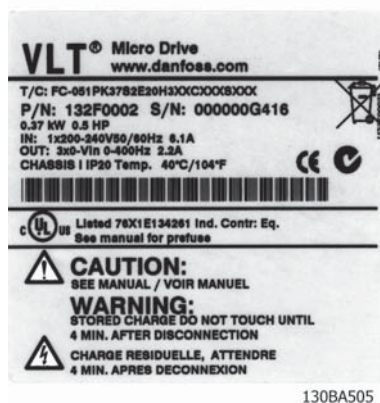 VLT® Micro Drive
www.danfoss.com
T/C: FC-051PK37S2E20H3XXCXXXSXXX
P/N: 132F0002 S/N: 000000G416
0.37 kW 0.5 HP
IN: 1x200-240V50/60Hz 6.1A
OUT: 3x0-Vin 0-400Hz 2.2A
CHASSIS I IP20 Temp. 40°C/104°F
CE
c UL us Listed 76X1E134261 Ind. Contr: Eq.
See manual for prefuse
CAUTION:
SEE MANUAL / VOIR MANUEL
WARNING:
STORED CHARGE DO NOT TOUCH UNTIL
4 MIN. AFTER DISCONNECTION
CHARGE RESIDUELLE, ATTENDRE
4 MIN. APRES DECONNEXION
130BA505